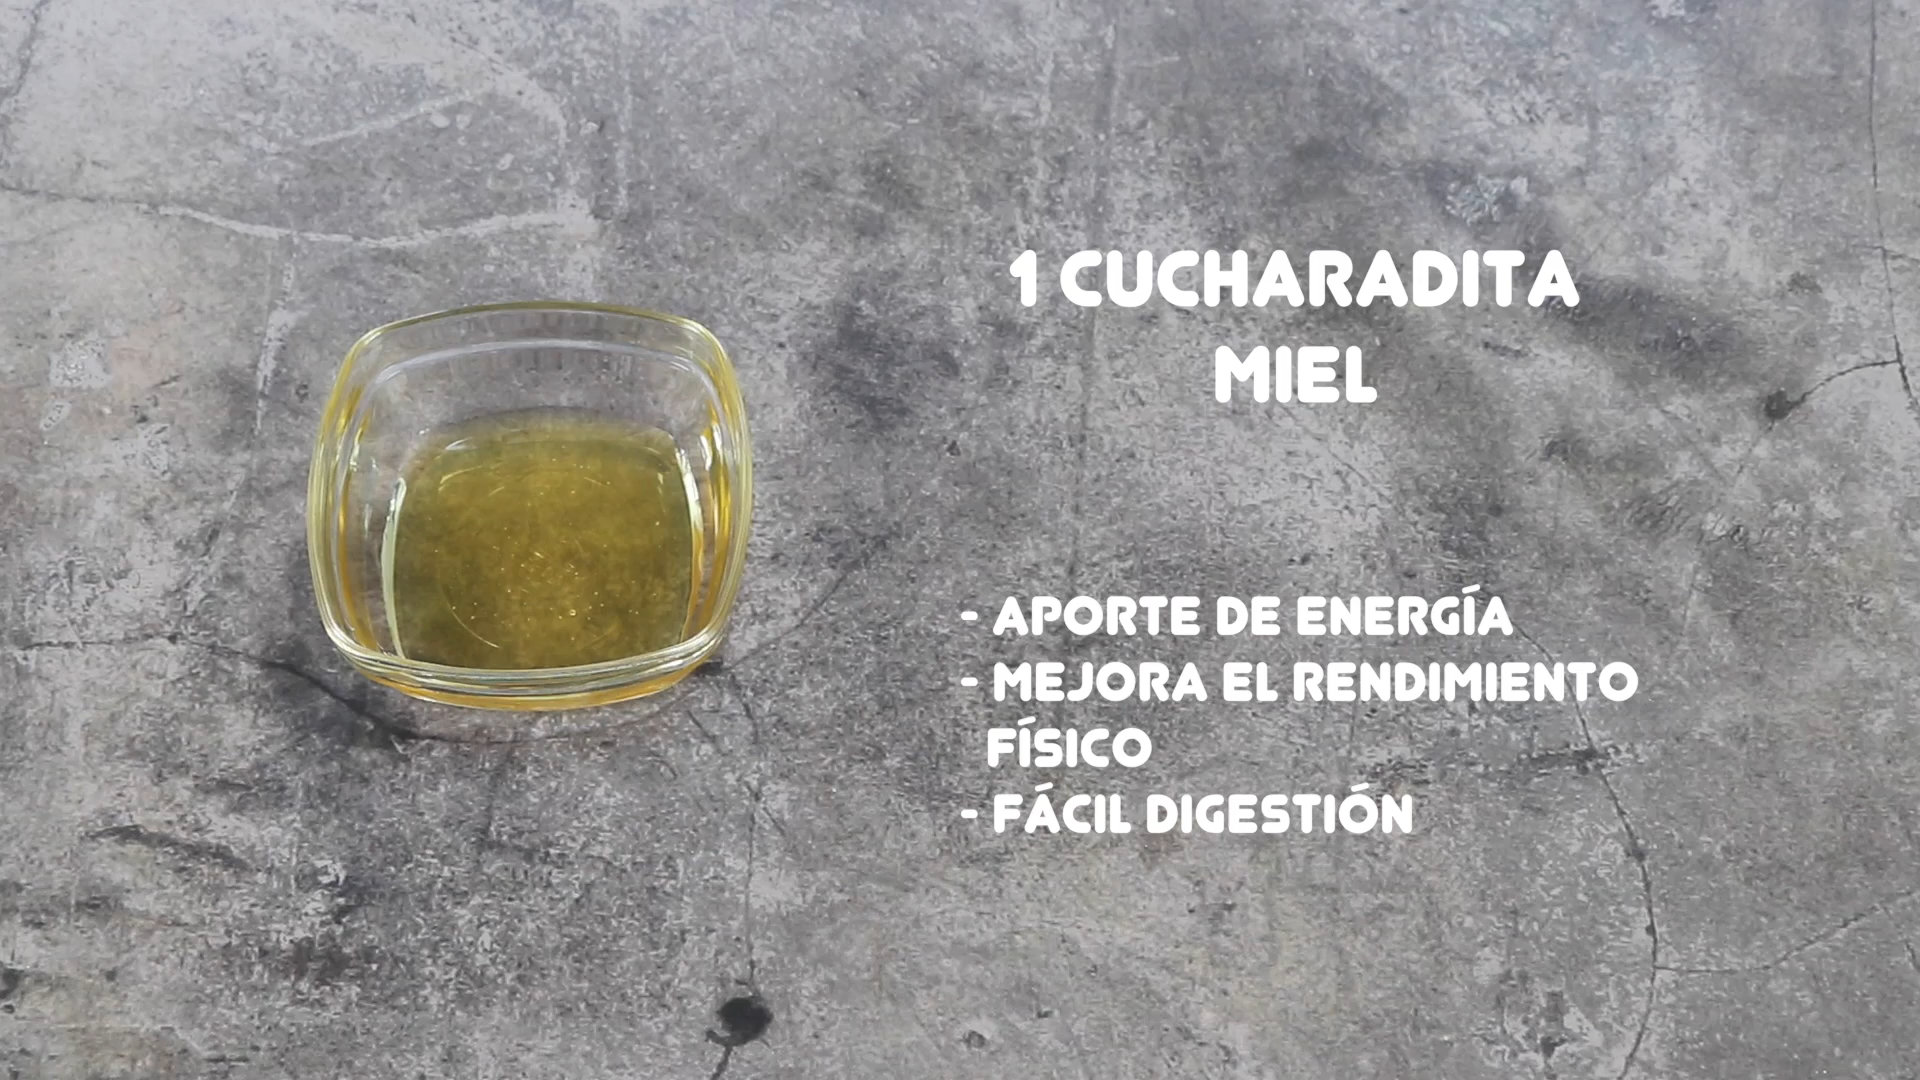 1 CUCHARADITA
MIEL
- APORTE DE ENERGÍA
- MEJORA EL RENDIMIENTO
FÍSICO
- FÁCIL DIGESTIÓN